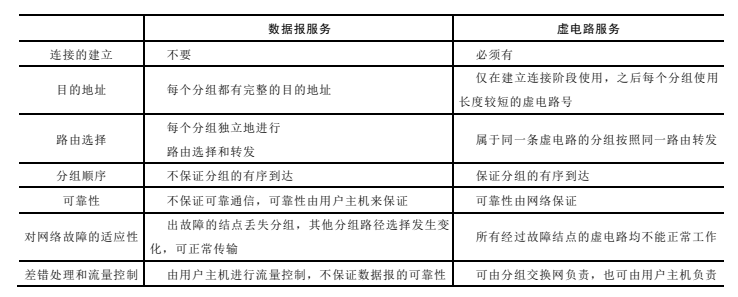 数据报服务 虚电路服务
连接的建立 不要 必须有
目的地址 每个分组都有完整的目的地址 仅在建立连接阶段使用，之后每个分组使用
长度较短的虚电路号
路由选择 每个分组独立地进行
路由选择和转发 属于同一条虚电路的分组按照同一路由转发
分组顺序 不保证分组的有序到达 保证分组的有序到达
可靠性 不保证可靠通信，可靠性由用户主机来保证 可靠性由网络保证
对网络故障的适应性 出故障的结点丢失分组，其他分组路径选择发生变
化，可正常传输 所有经过故障结点的虚电路均不能正常工作
差错处理和流量控制 由用户主机进行流量控制，不保证数据报的可靠性 可由分组交换网负责，也可由用户主机负责